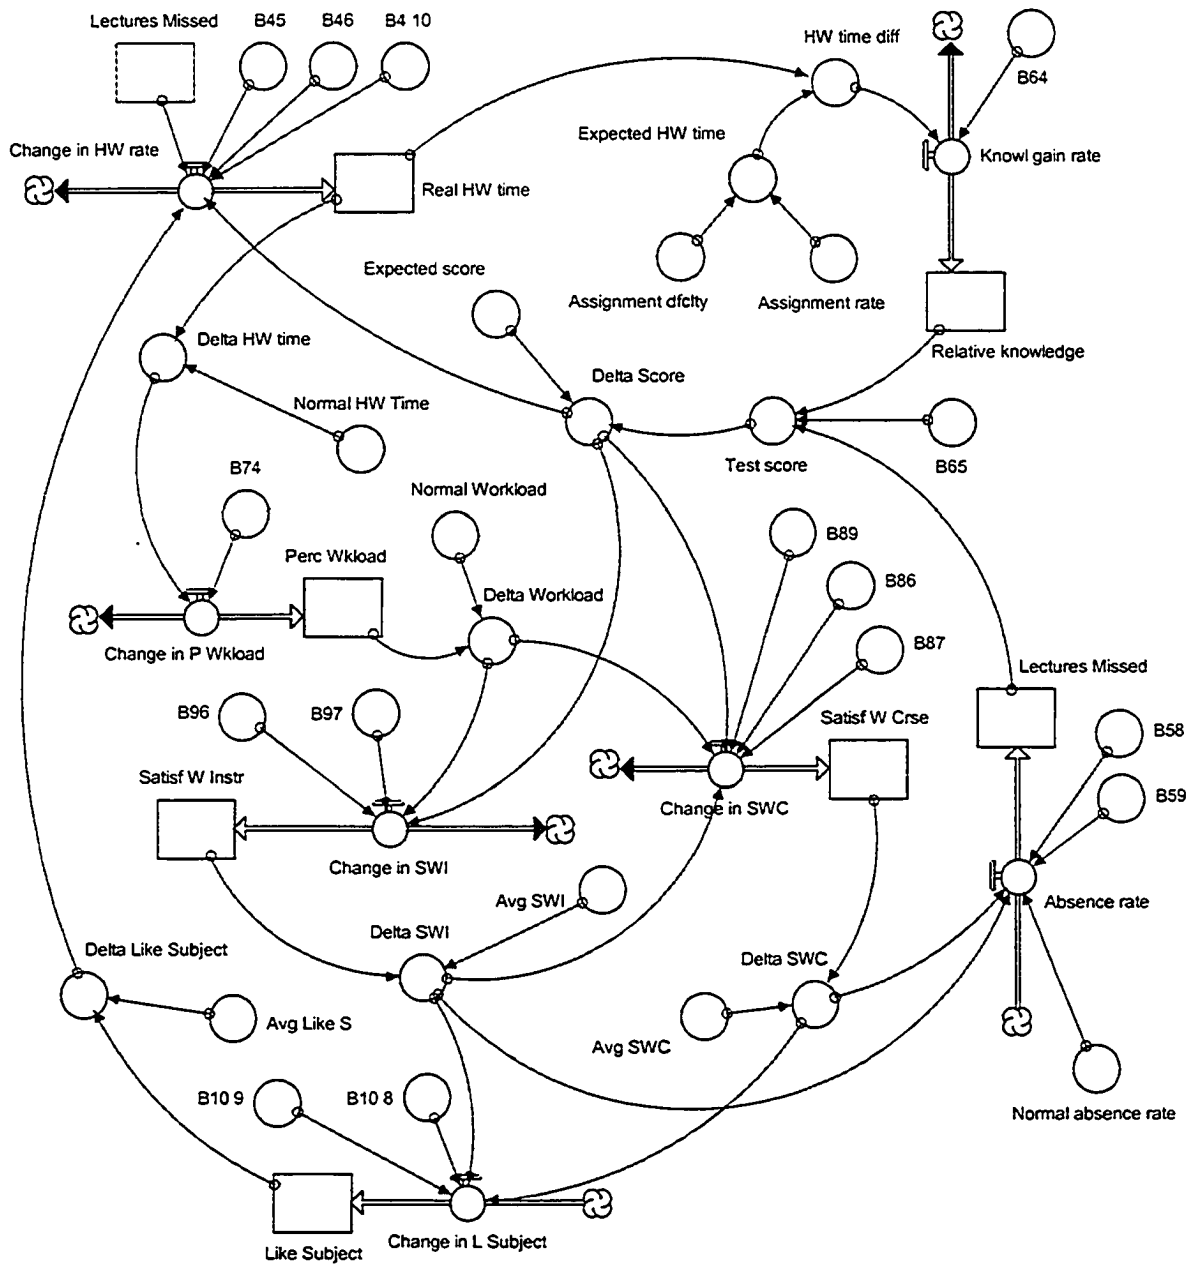 Lectures Missed
B45
B46
B4 10
HW time diff
B64
Change in HW rate
Real HW time
Expected HW time
Knowl gain rate
Expected score
Assignment dfclty
Assignment rate
Delta HW time
Relative knowledge
Delta Score
Normal HW Time
B74
Test score
B65
Normal Workload
Perc Wkload
B89
Delta Workload
B86
Change in P Wkload
B87
Lectures Missed
B96
B97
Satisf W Crse
B58
Satisf W Instr
B59
Change in SWC
Change in SWI
Avg SWI
Absence rate
Delta SWI
Delta Like Subject
Delta SWC
Avg Like S
Avg SWC
B10 9
B10 8
Normal absence rate
Like Subject
Change in L Subject